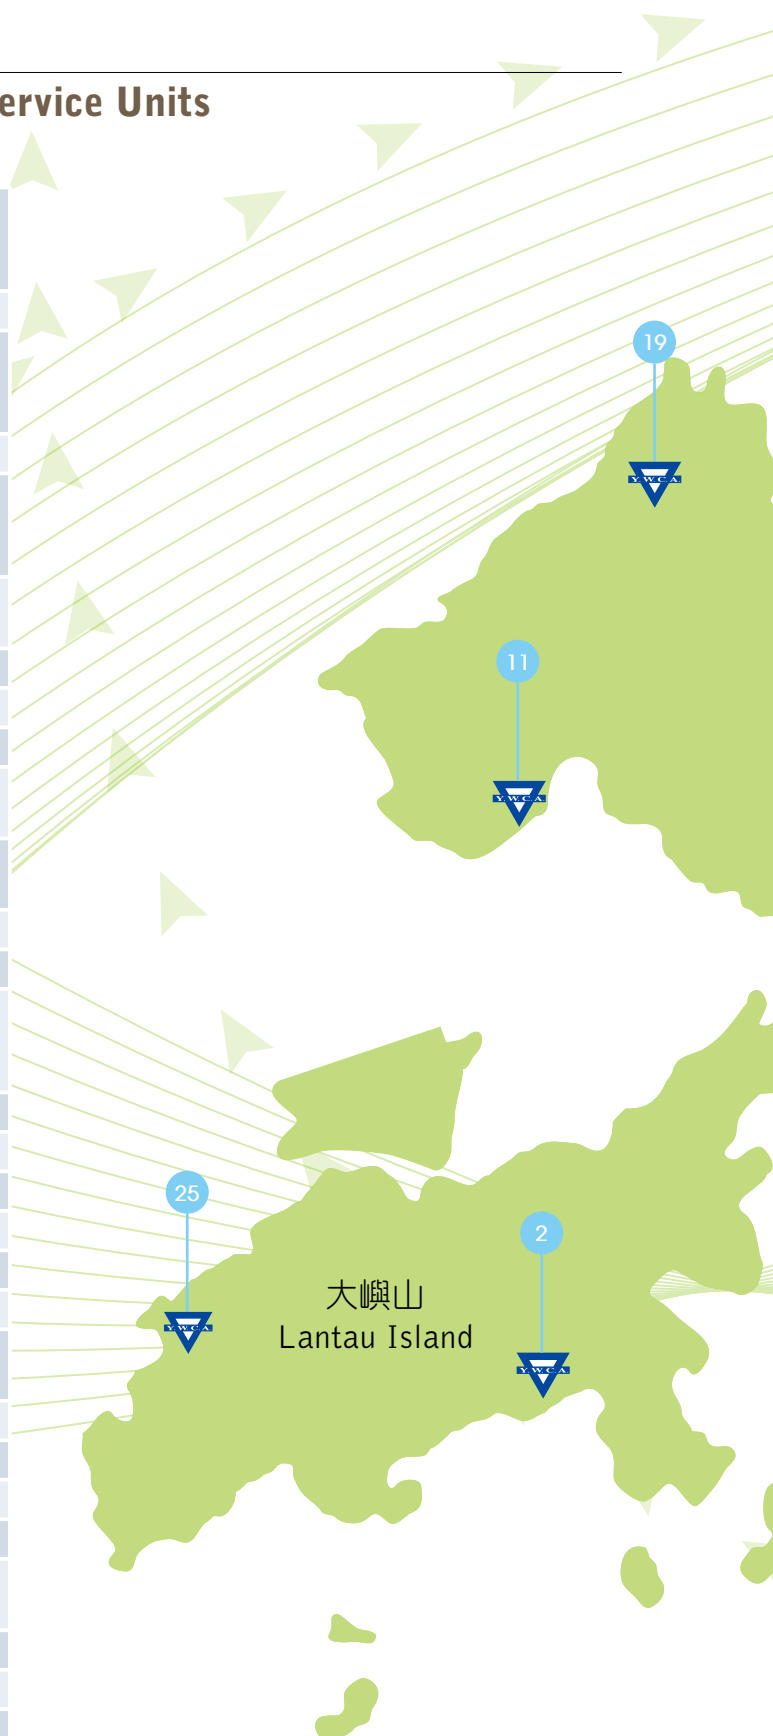 ervice Units
19
Y.W.C.A.
11
Y.W.C.A.
25
2
大嶼山
Lantau Island
Y.W.C.A.
Y.W.C.A.